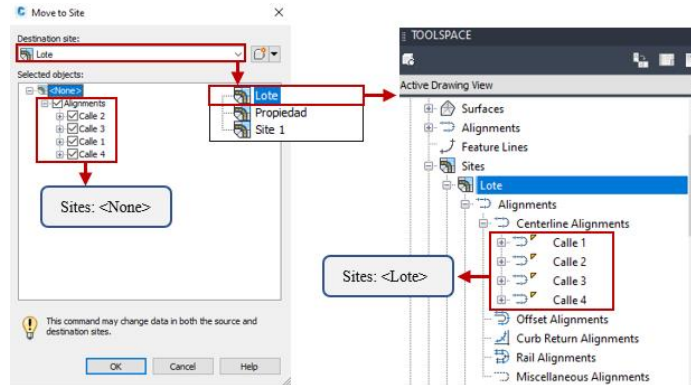 Move to Site
Destination site:
Lote
Selected objects:
<None>
Alignments
Calle 2
Calle 3
Calle 1
Calle 4
Sites: <None>
This command may change data in both the source and
destination sites.
OK
Cancel
Help
Lote
Propiedad
Site 1
TOOLSPACE
Active Drawing View
Surfaces
Alignments
Feature Lines
Sites
Lote
Alignments
Centerline Alignments
Calle 1
Calle 2
Calle 3
Calle 4
Sites: <Lote>
Offset Alignments
Curb Return Alignments
Rail Alignments
Miscellaneous Alignments